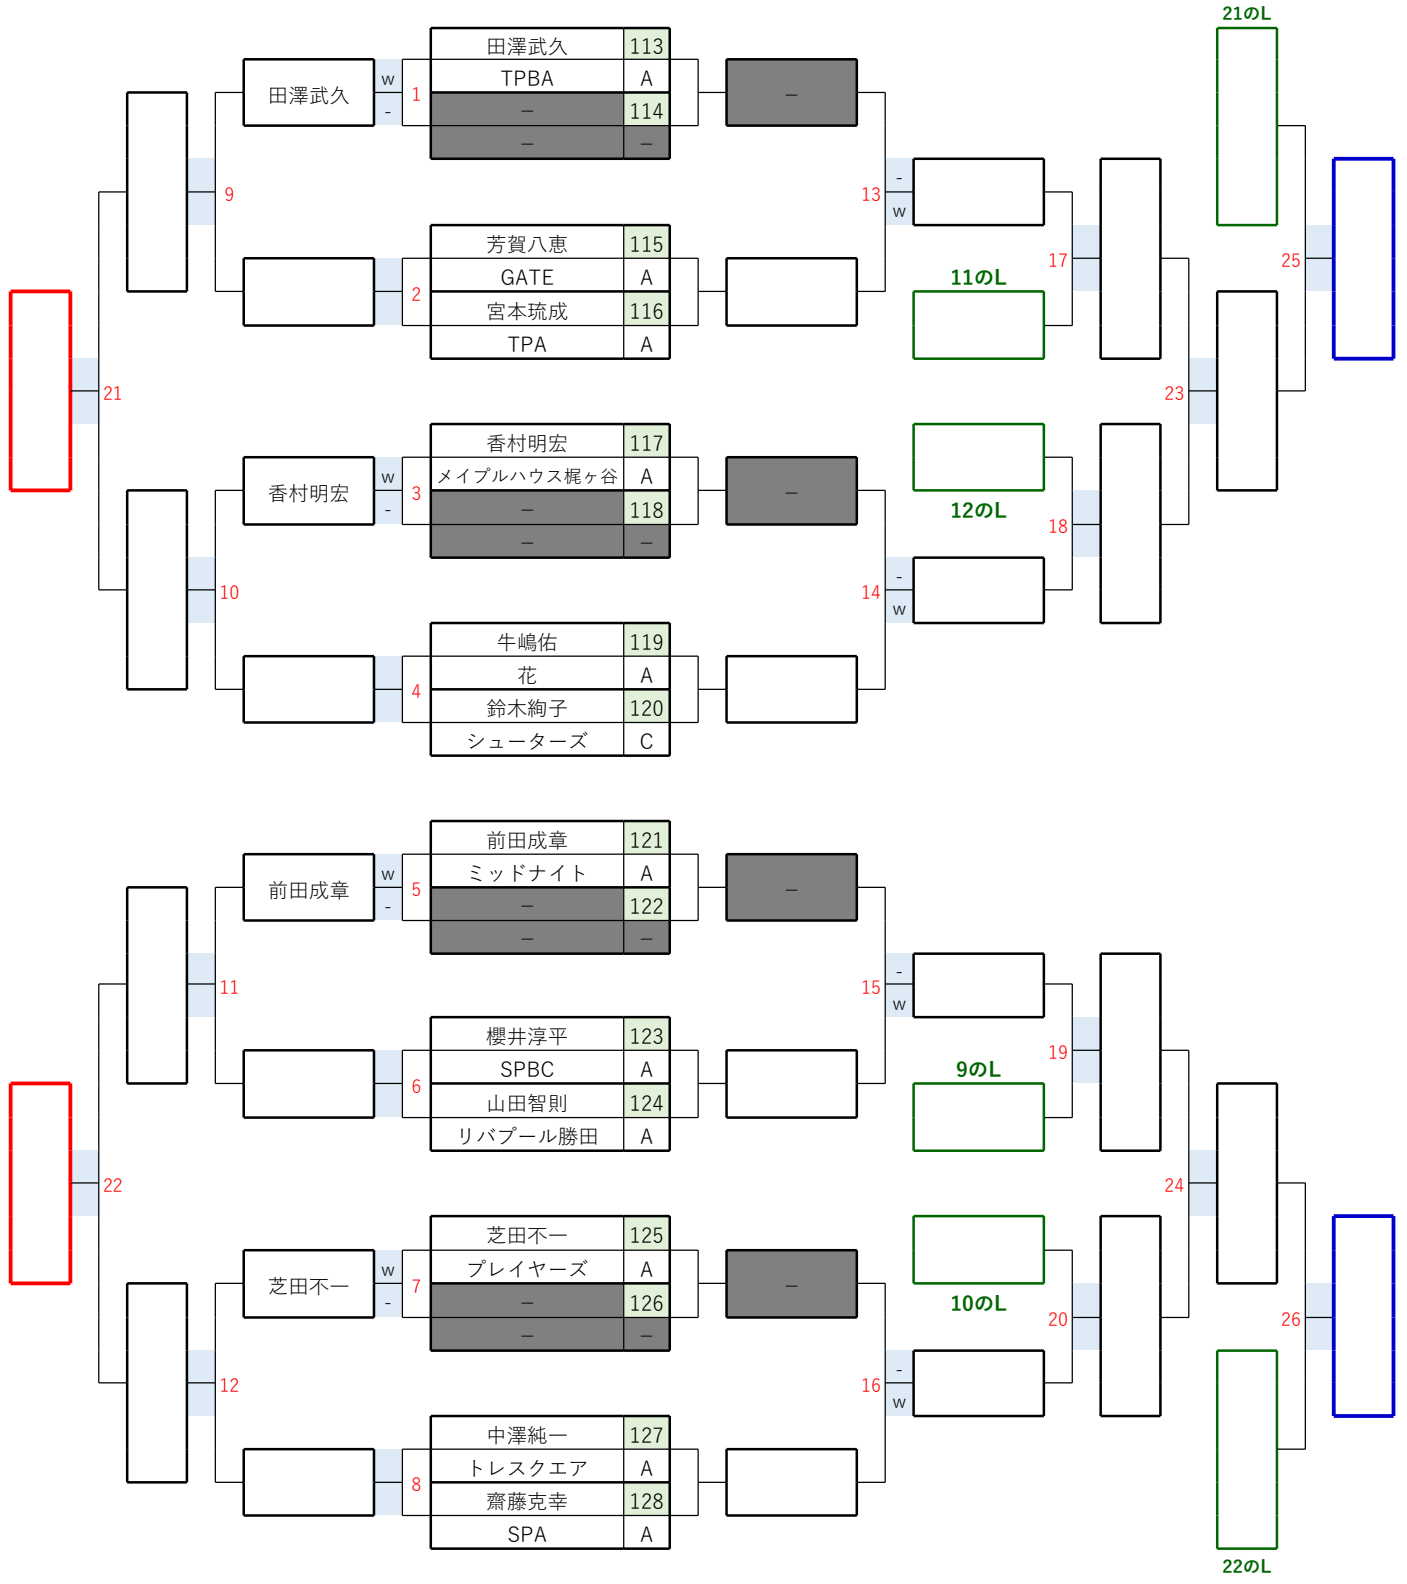 21のL
田澤武久 113
田澤武久 w 1 TPBA A －
- － 114
－ －
9
13 - w
芳賀八恵 115
GATE A
2
宮本琉成 116
TPA A
17
11のL
25
21
23
香村明宏 117
香村明宏 w 3 メイプルハウス梶ヶ谷 A －
- － 118
－ －
12のL
18
10
14 - w
牛嶋佑 119
花 A
4
鈴木絢子 120
シューターズ C
前田成章 121
前田成章 w 5 ミッドナイト A －
- － 122
－ －
11
15 - w
櫻井淳平 123
SPBC A
6
山田智則 124
リバプール勝田 A
19
9のL
22
24
芝田不一 125
芝田不一 w 7 プレイヤーズ A －
- － 126
－ －
10のL
20
26
12
16 - w
中澤純一 127
トレスクエア A
8
齋藤克幸 128
SPA A
22のL